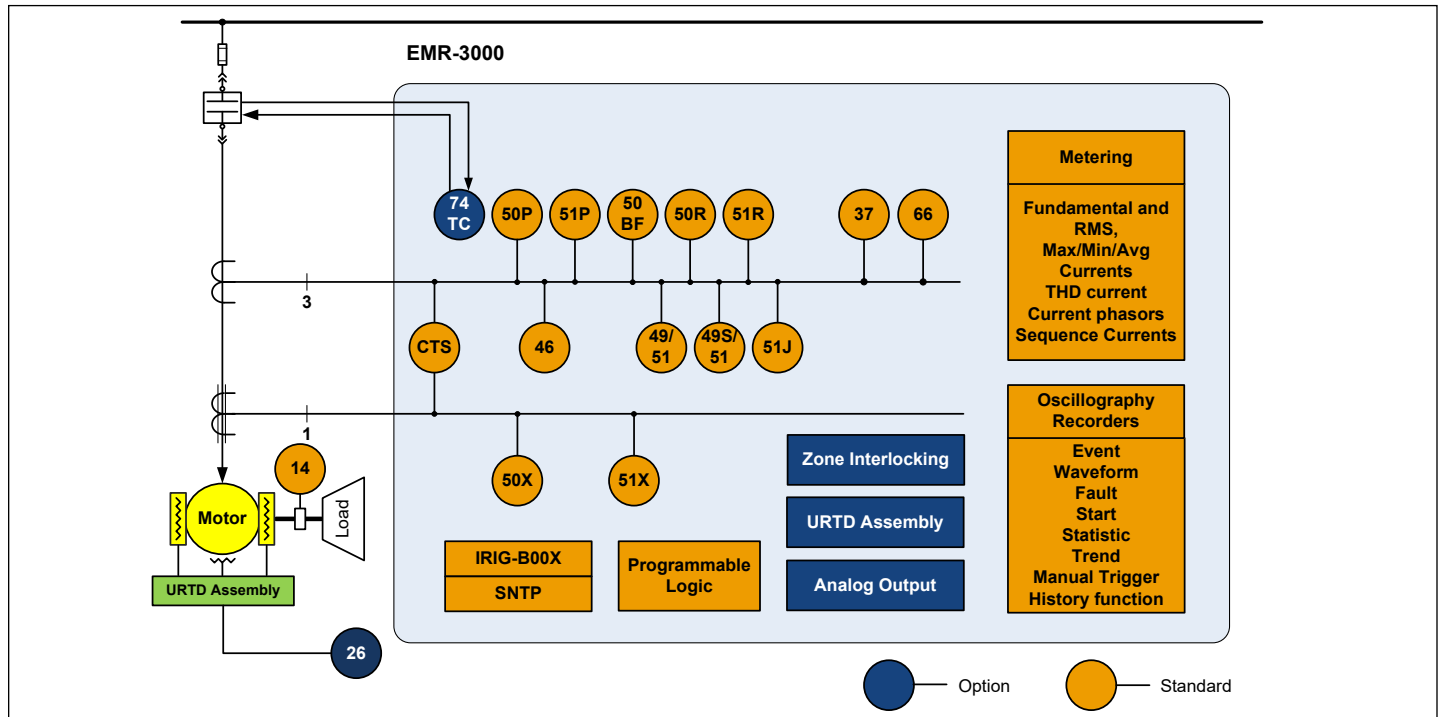 EMR-3000
74
TC
50P
51P
50
BF
50R
51R
37
66
3
CTS
46
49/
51
49S/
51
51J
1
14
50X
51X
Motor
Load
URTD Assembly
26
IRIG-B00X
SNTP
Programmable
Logic
Zone Interlocking
URTD Assembly
Analog Output
Metering
Fundamental and
RMS,
Max/Min/Avg
Currents
THD current
Current phasors
Sequence Currents
Oscillography
Recorders
Event
Waveform
Fault
Start
Statistic
Trend
Manual Trigger
History function
Option
Standard